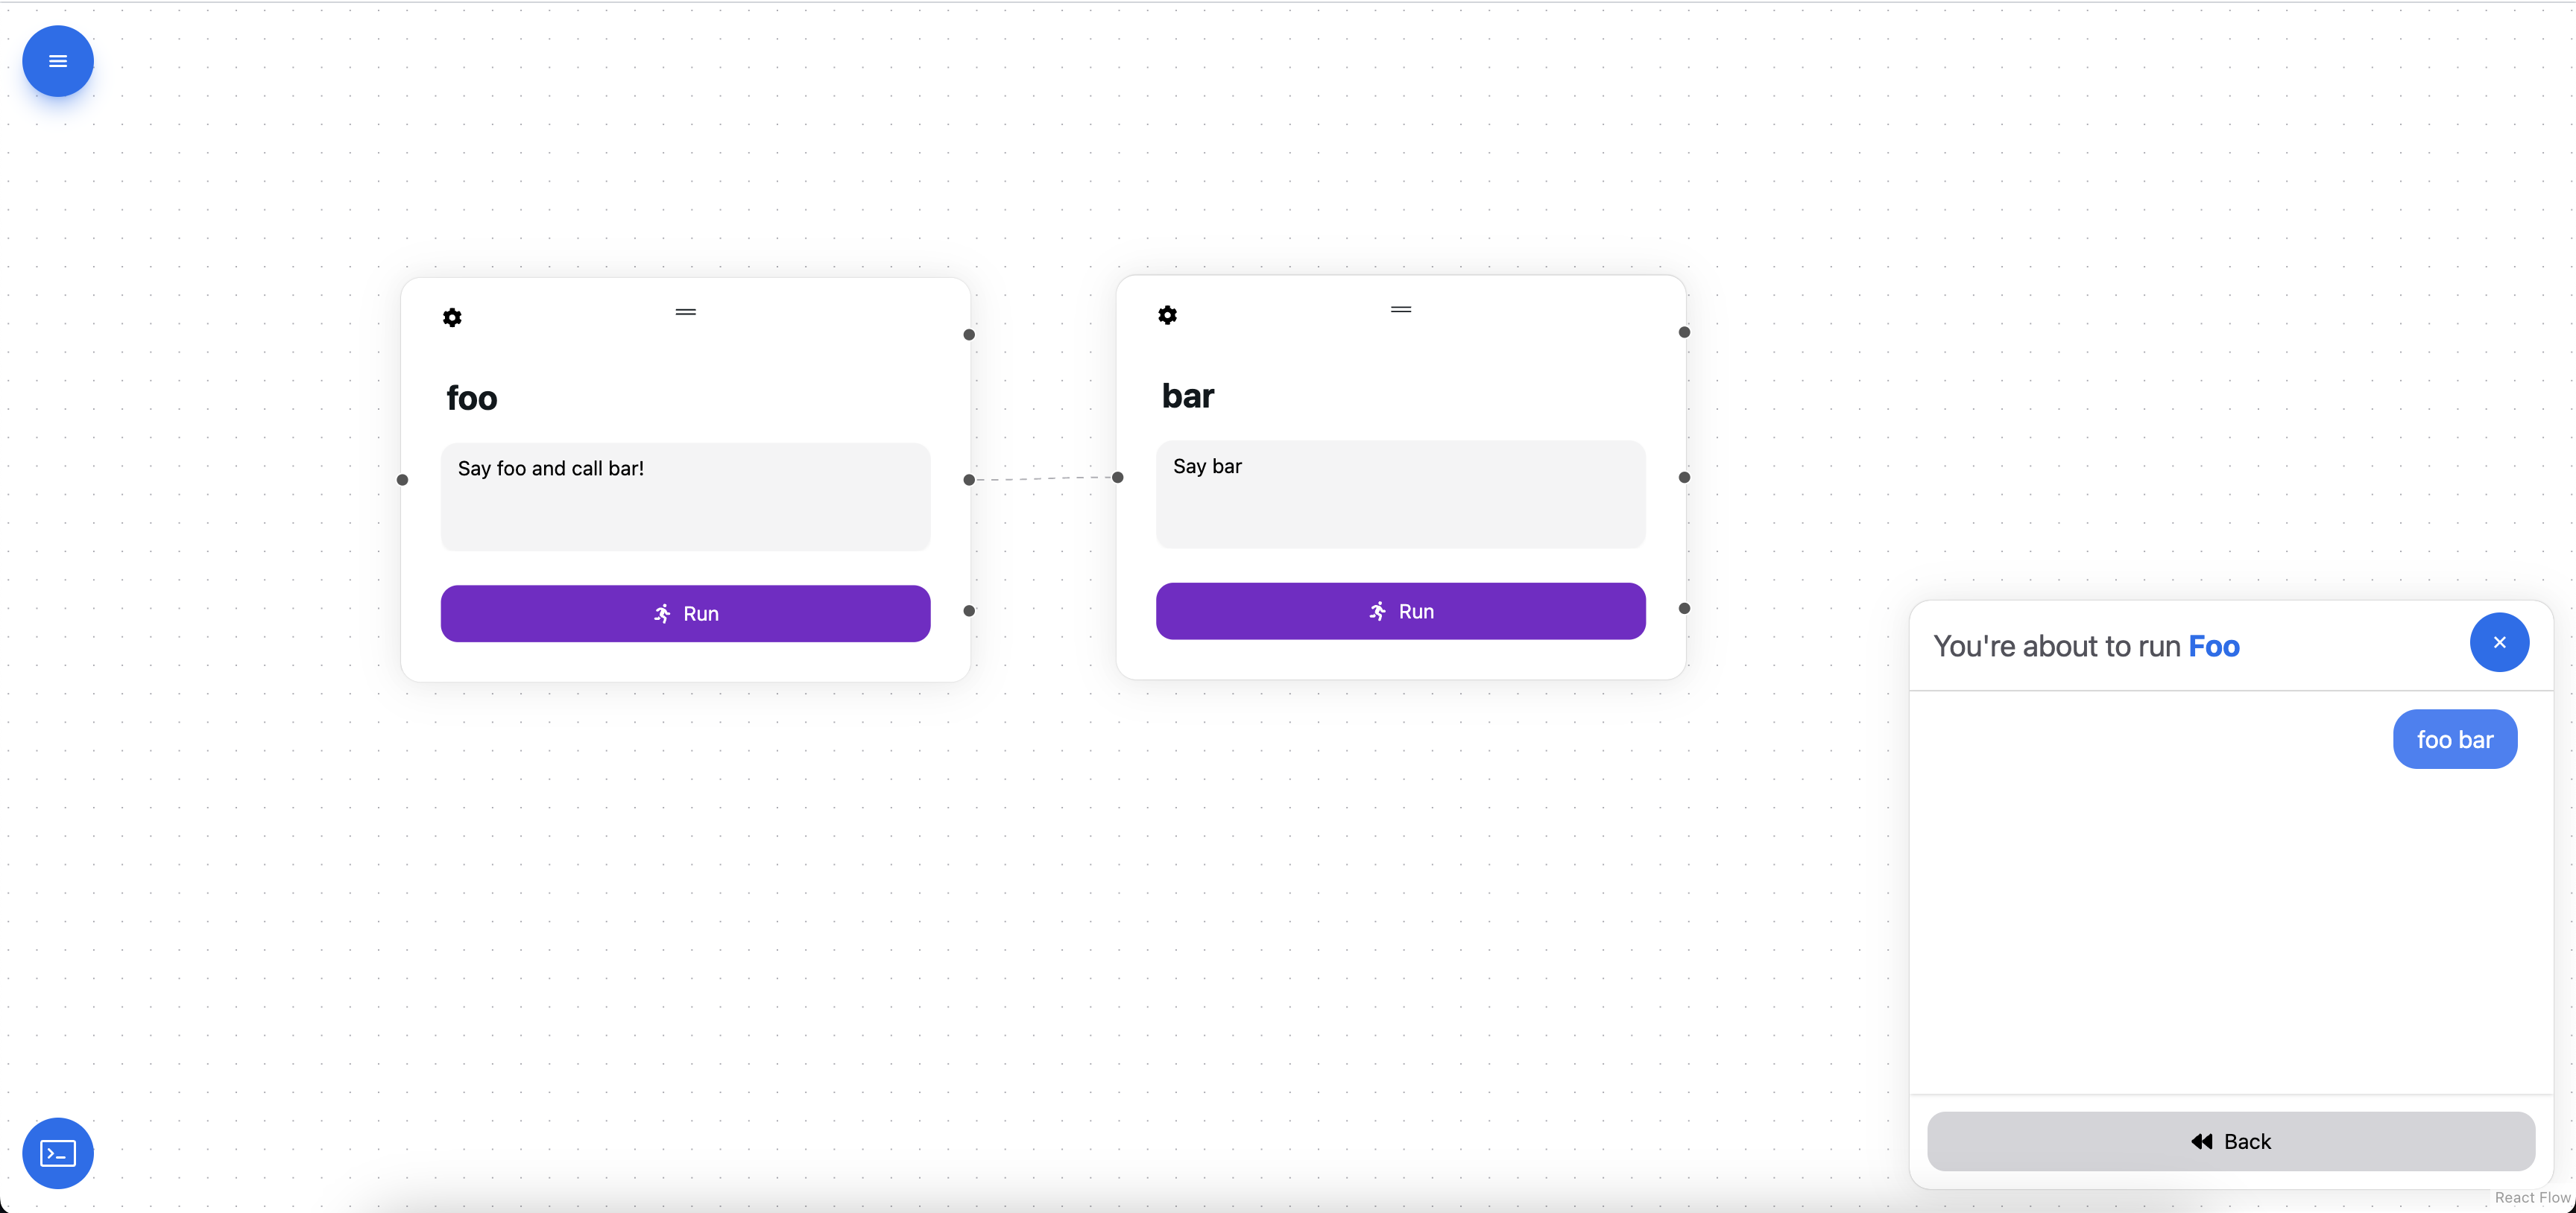 foo
Say foo and call bar!
Run
bar
Say bar
Run
You're about to run Foo
foo bar
Back
React Flow